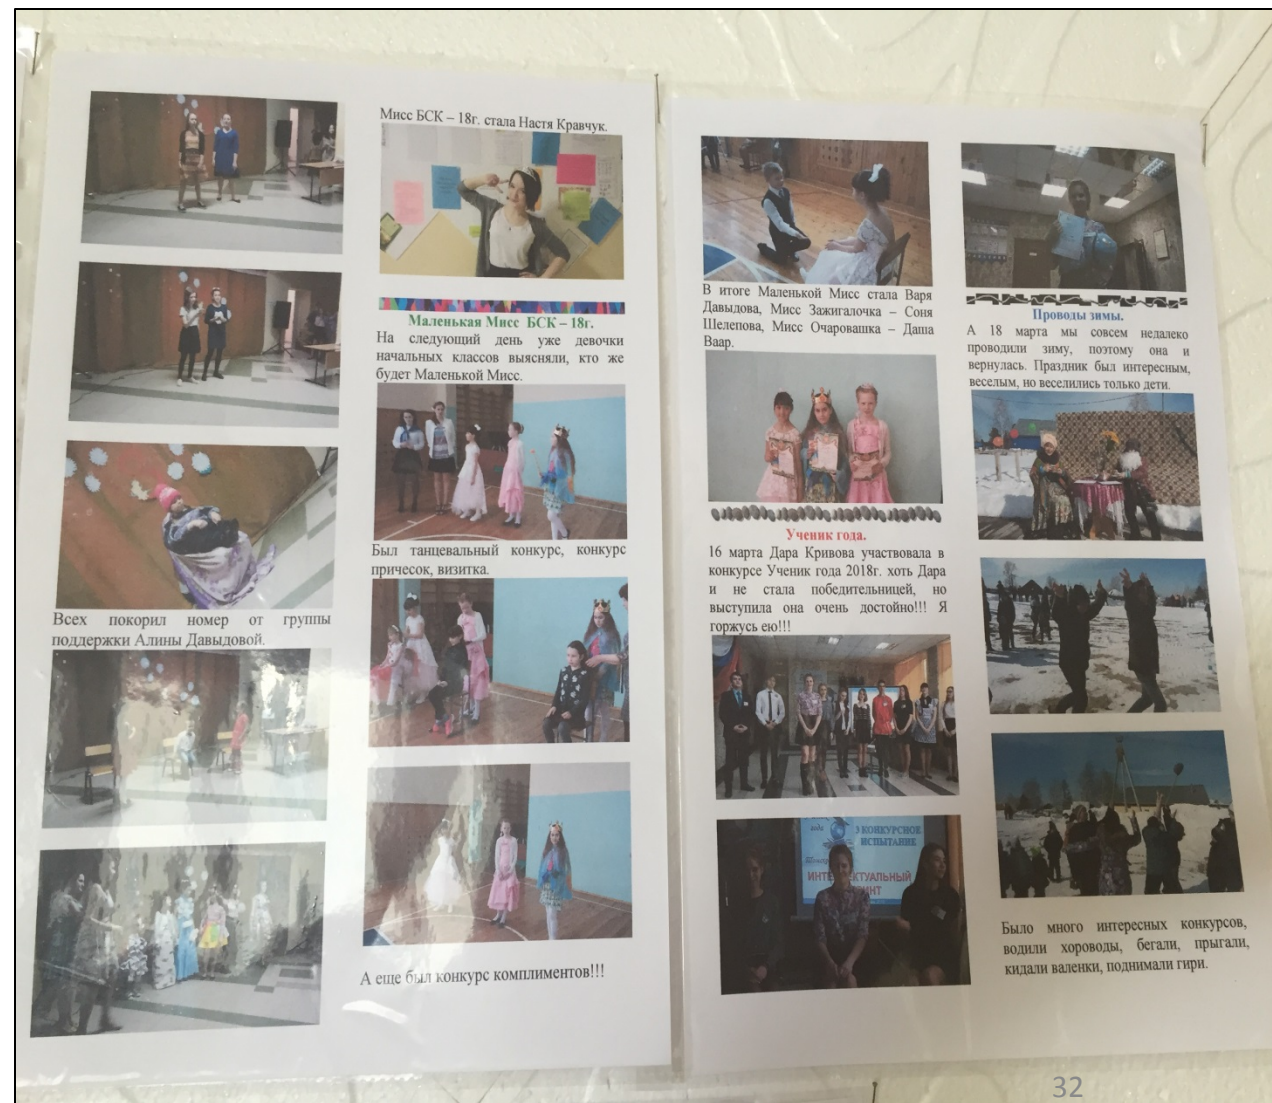 Всех покорил номер от группы
поддержки Алины Давыдовой.
Мисс БСК – 18г. стала Настя Кравчук.
Маленькая Мисс БСК – 18г.
На следующий день уже девочки
начальных классов выясняли, кто же
будет Маленькой Мисс.
Был танцевальный конкурс, конкурс
причесок, визитка.
А еще был конкурс комплиментов!!!
В итоге Маленькой Мисс стала Варя
Давыдова, Мисс Зажигалочка – Соня
Шелепова, Мисс Очаровашка – Даша
Ваар.
Ученик года.
16 марта Дара Кривова участвовала в
конкурсе Ученик года 2018г. хоть Дара
и не стала победительницей, но
выступила она очень достойно!!! Я
горжусь ею!!!
года
3 КОНКУРСНОЕ
ИСПЫТАНИЕ
Проводы зимы.
А 18 марта мы совсем недалеко
проводили зиму, поэтому она и
вернулась. Праздник был интересным,
веселым, но веселились только дети.
Было много интересных конкурсов,
водили хороводы, бегали, прыгали,
кидали валенки, поднимали гири.
32